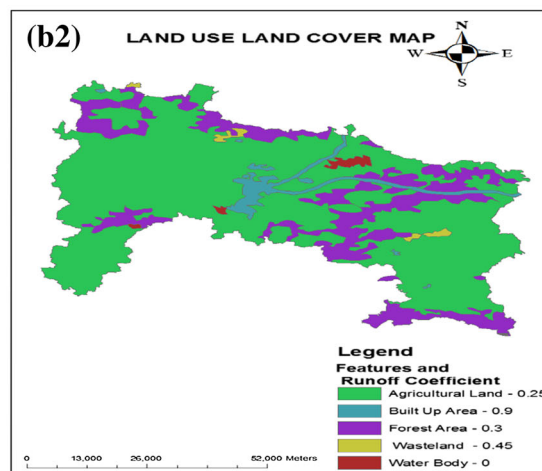 (b2)
LAND USE LAND COVER MAP
N
W E
S
Legend
Features and
Runoff Coefficient
Agricultural Land - 0.25
Built Up Area - 0.9
Forest Area - 0.3
Wasteland - 0.45
Water Body - 0
0 13,000 26,000 52,000 Meters